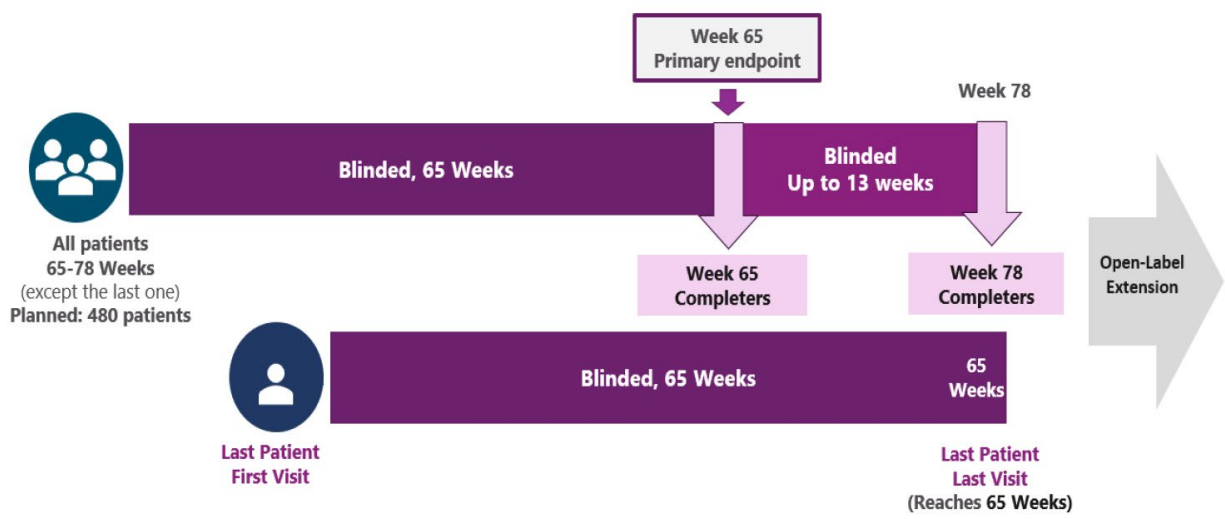 Week 65
Primary endpoint
Week 78
Blinded, 65 Weeks
Blinded
Up to 13 weeks
All patients
65-78 Weeks
(except the last one)
Planned: 480 patients
Week 65
Completers
Week 78
Completers
Open-Label
Extension
Blinded, 65 Weeks
65
Weeks
Last Patient
First Visit
Last Patient
Last Visit
(Reaches 65 Weeks)